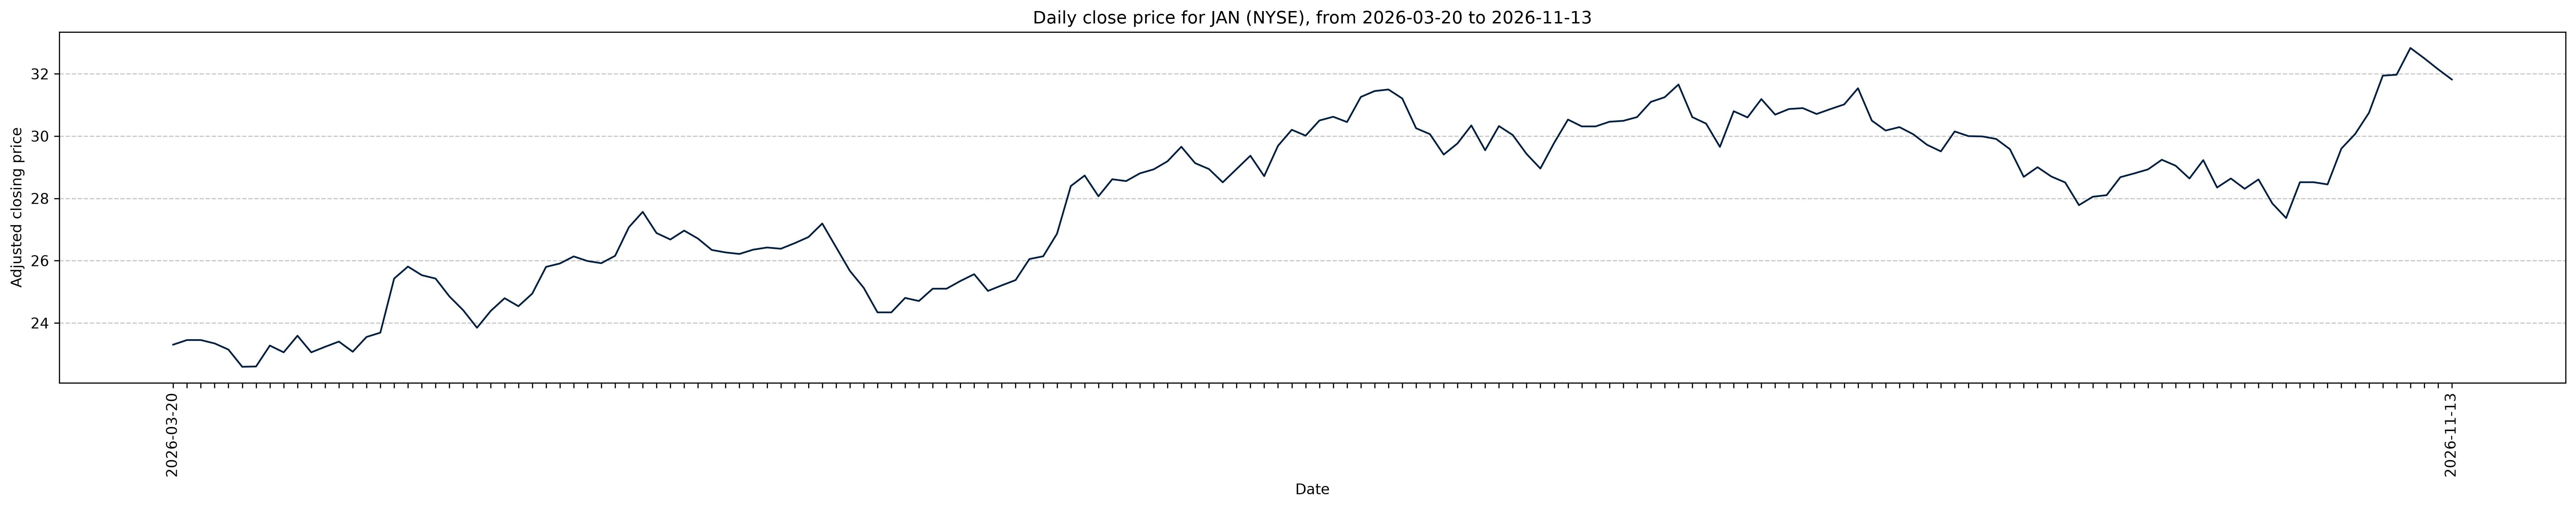 Daily close price for JAN (NYSE), from 2026-03-20 to 2026-11-13
Adjusted closing price
32
30
28
26
24
2026-03-20
2026-11-13
Date